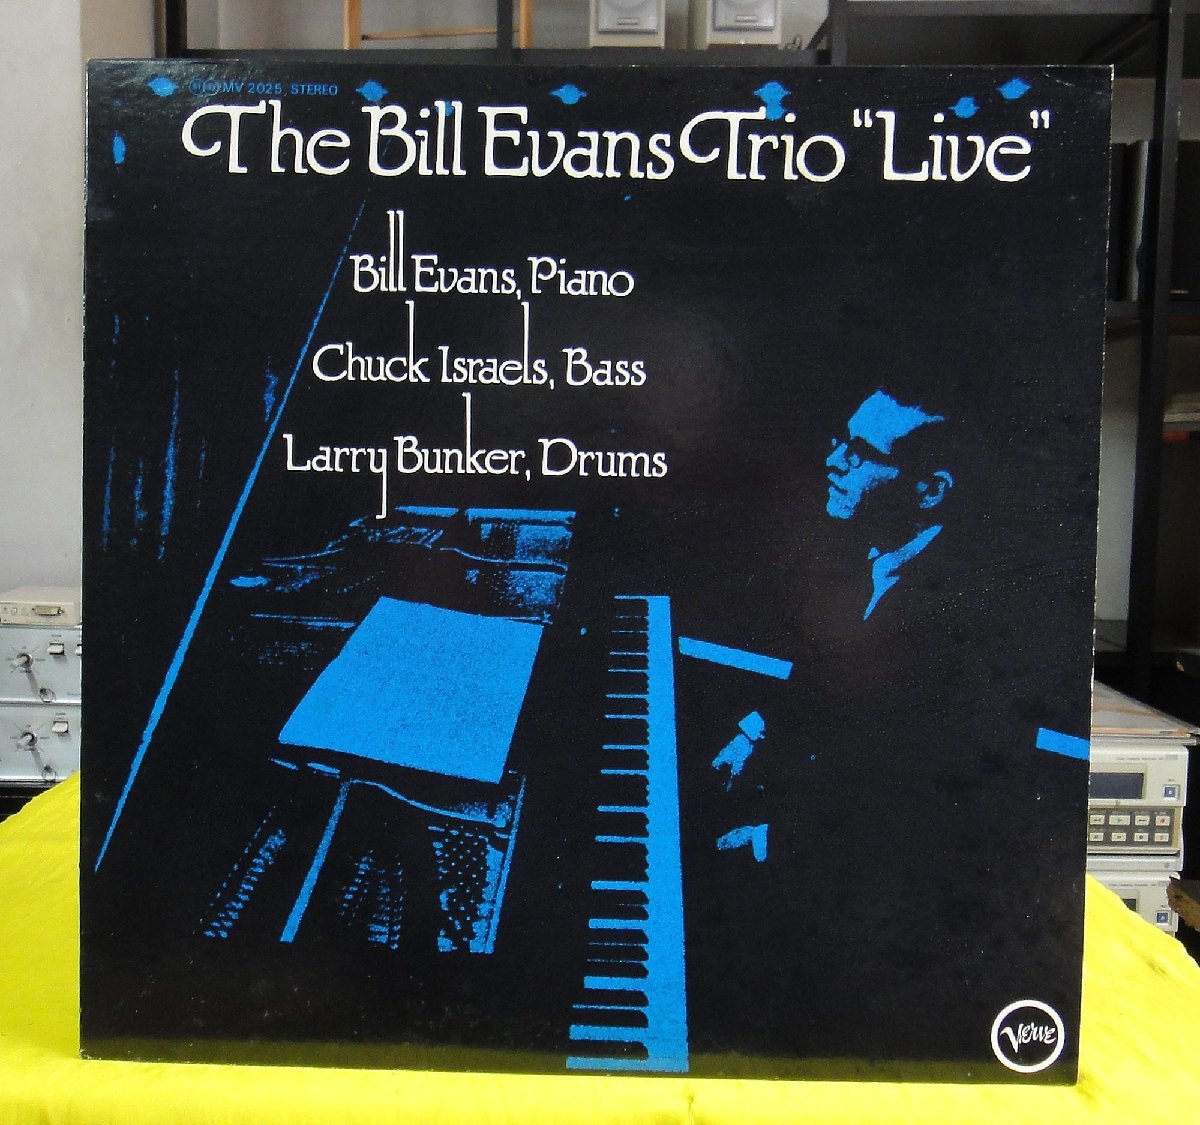 MV 2025 STEREO
The Bill Evans Trio "Live"
Bill Evans, Piano
Chuck Israels, Bass
Larry Bunker, Drums
Verve